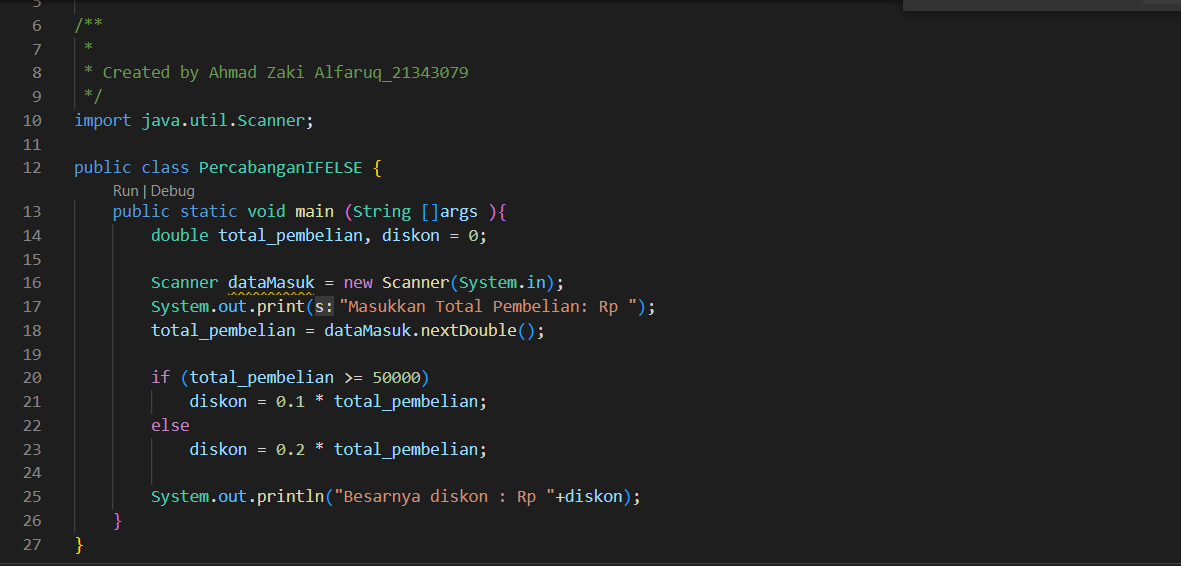 5
6 /**
7  *
8  * Created by Ahmad Zaki Alfaruq_21343079
9  */
10 import java.util.Scanner;
11
12 public class PercabanganIFELSE {
Run | Debug
13     public static void main (String []args ){
14         double total_pembelian, diskon = 0;
15
16         Scanner dataMasuk = new Scanner(System.in);
17         System.out.print(s: "Masukkan Total Pembelian: Rp ");
18         total_pembelian = dataMasuk.nextDouble();
19
20         if (total_pembelian >= 50000)
21             diskon = 0.1 * total_pembelian;
22         else
23             diskon = 0.2 * total_pembelian;
24
25         System.out.println("Besarnya diskon : Rp "+diskon);
26     }
27 }